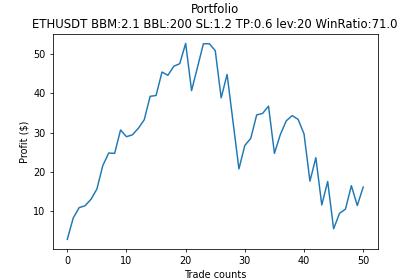 Portfolio
ETHUSDT BBM:2.1 BBL:200 SL:1.2 TP:0.6 lev:20 WinRatio:71.0
50
40
30
20
10
Profit ($)
0 10 20 30 40 50
Trade counts